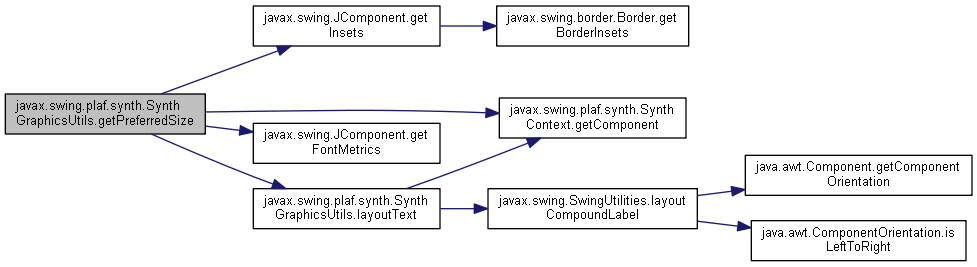 javax.swing.JComponent.get
Insets
javax.swing.border.Border.get
BorderInsets
javax.swing.plaf.synth.Synth
GraphicsUtils.getPreferredSize
javax.swing.plaf.synth.Synth
Context.getComponent
javax.swing.JComponent.get
FontMetrics
javax.swing.plaf.synth.Synth
GraphicsUtils.layoutText
javax.swing.SwingUtilities.layout
CompoundLabel
java.awt.Component.getComponent
Orientation
java.awt.ComponentOrientation.is
LeftToRight